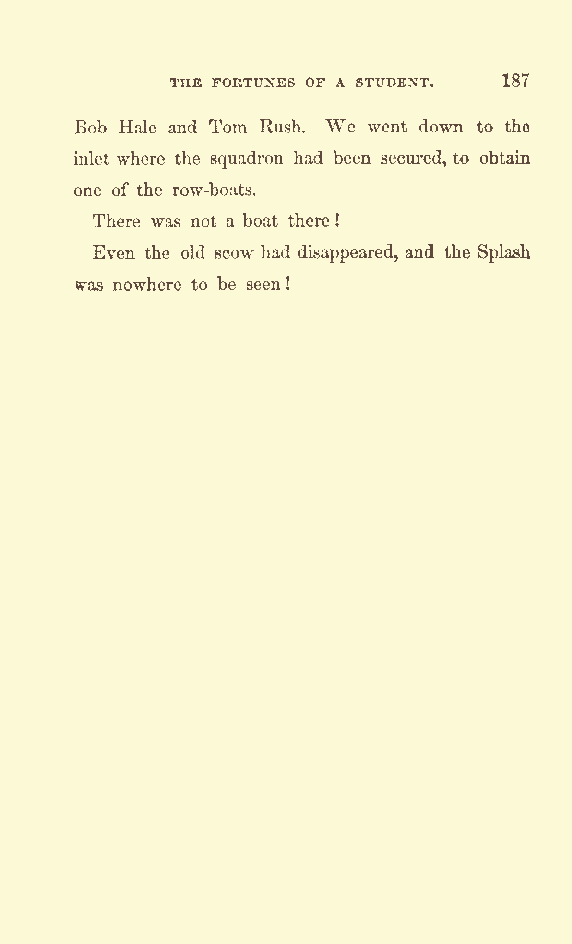 THE FORTUNES OF A STUDENT. 187
Bob Hale and Tom Rush. We went down to the
inlet where the squadron had been secured, to obtain
one of the row-boats.
There was not a boat there!
Even the old scow had disappeared, and the Splash
was nowhere to be seen!